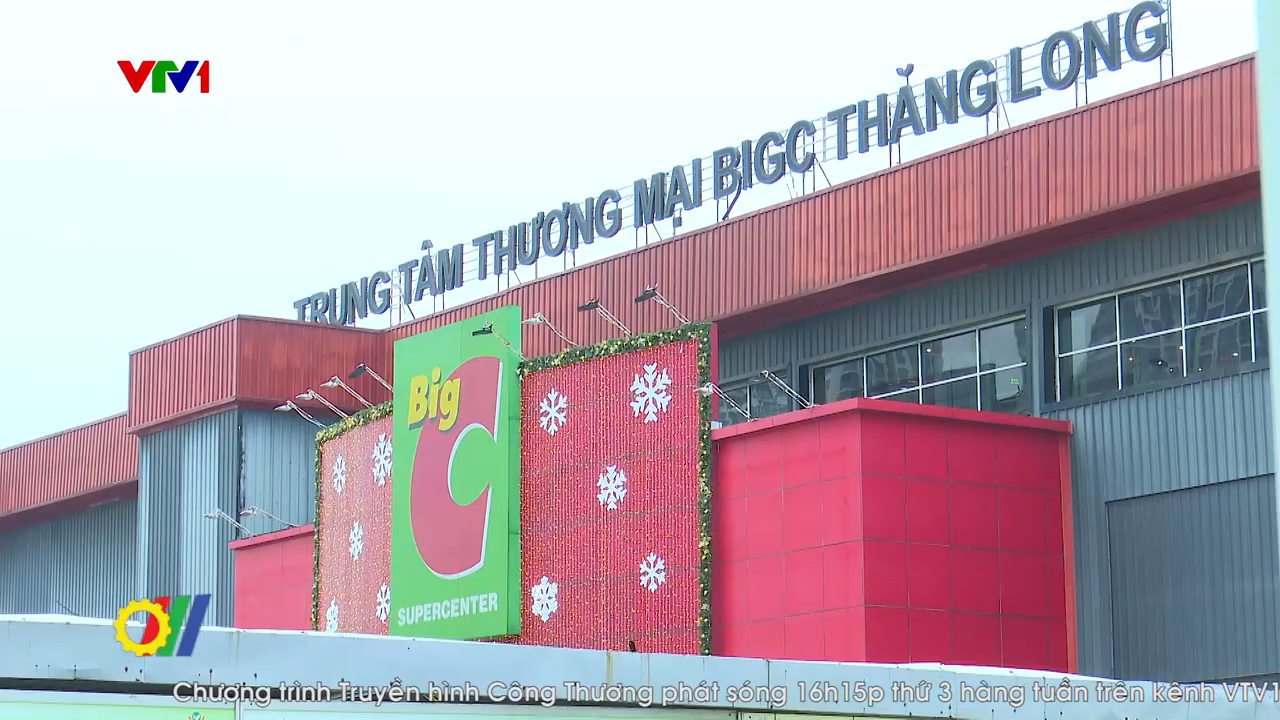 VTV1
TRUNG TÂM THƯƠNG MẠI BIGC THĂNG LONG
Big
C
SUPERCENTER
Chương trình Truyền hình Công Thương phát sóng 16h15p thứ 3 hàng tuần trên kênh VTV1